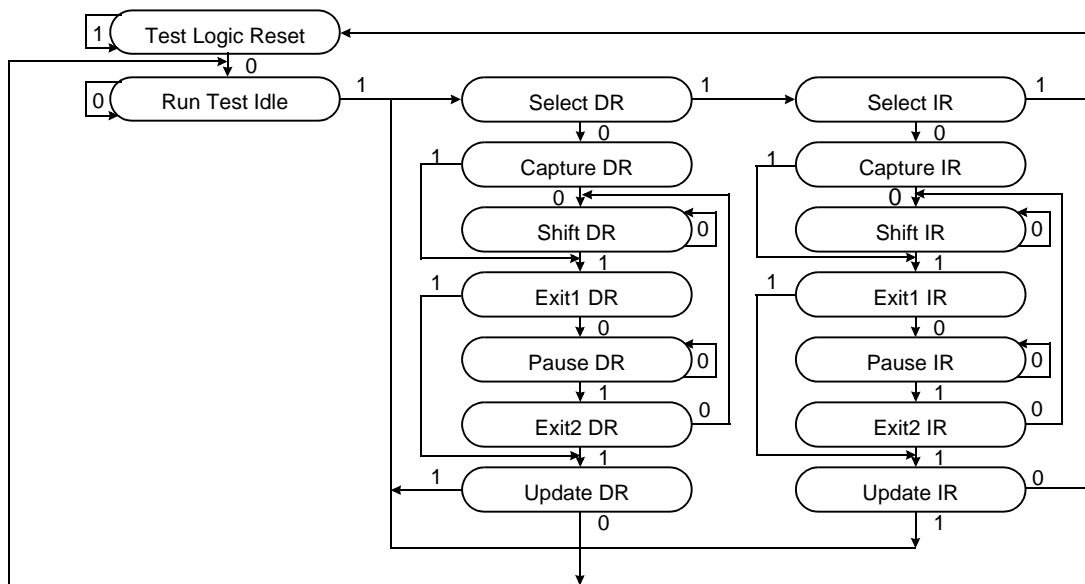 1
Test Logic Reset
0
0
Run Test Idle
1
Select DR
1
Select IR
1
0
0
1
Capture DR
1
Capture IR
0
0
Shift DR
0
Shift IR
0
1
1
1
Exit1 DR
1
Exit1 IR
0
0
Pause DR
0
Pause IR
0
1
1
Exit2 DR
0
Exit2 IR
0
1
1
1
Update DR
Update IR
0
0
1